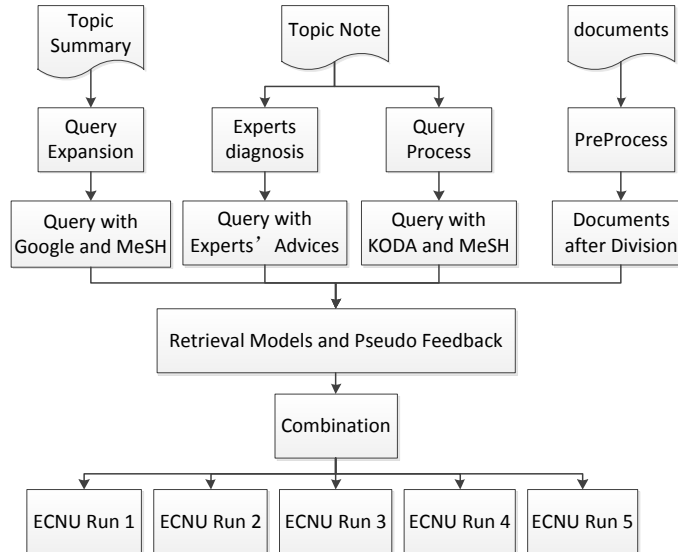 Topic
Summary
Topic Note
documents
Query
Expansion
Experts
diagnosis
Query
Process
PreProcess
Query with
Google and MeSH
Query with
Experts’ Advices
Query with
KODA and MeSH
Documents
after Division
Retrieval Models and Pseudo Feedback
Combination
ECNU Run 1
ECNU Run 2
ECNU Run 3
ECNU Run 4
ECNU Run 5